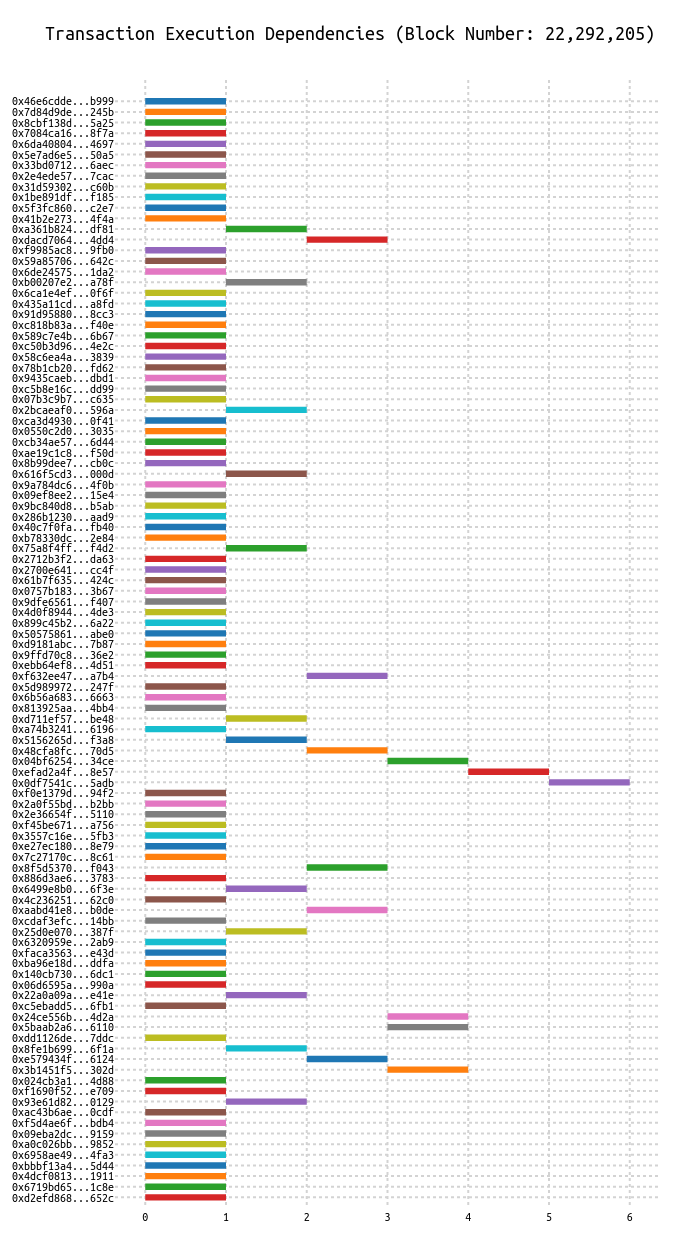 Transaction Execution Dependencies (Block Number: 22,292,205)
0x46e6cdde...b999
0x7d84d9de...245b
0x8cbf138d...5a25
0x7084ca16...8f7a
0x6da40804...4697
0x5e7ad6e5...50a5
0x33bd0712...6aec
0x2e4ede57...7cac
0x31d59302...c60b
0x1be891df...f185
0x5f3fc860...c2e7
0x41b2e273...4f4a
0xa361b824...df81
0xdacd7064...4dd4
0xf9985ac8...9fb0
0x59a85706...642c
0x6de24575...1da2
0xb00207e2...a78f
0x6ca1e4ef...0f6f
0x435a11cd...a8fd
0x91d95880...8cc3
0xc818b83a...f40e
0x589c7e4b...6b67
0xc50b3d96...4e2c
0x58c6ea4a...3839
0x78b1cb20...fd62
0x9435caeb...dbd1
0xc5b8e16c...dd99
0x07b3c9b7...c635
0x2bcaeaf0...596a
0xca3d4930...0f41
0x0550c2d0...3035
0xcb34ae57...6d44
0xae19c1c8...f50d
0x8b99dee7...cb0c
0x616f5cd3...000d
0x9a784dc6...4f0b
0x09ef8ee2...15e4
0x9bc840d8...b5ab
0x286b1230...aad9
0x40c7f0fa...fb40
0xb78330dc...2e84
0x75a8f4ff...f4d2
0x2712b3f2...da63
0x2700e641...cc4f
0x61b7f635...424c
0x0757b183...3b67
0x9dfe6561...f407
0x4d0f8944...4de3
0x899c45b2...6a22
0x50575861...abe0
0xd9181abc...7b87
0x9ffd70c8...36e2
0xebb64ef8...4d51
0xf632ee47...a7b4
0x5d989972...247f
0x6b56a683...6663
0x813925aa...4bb4
0xd711ef57...be48
0xa74b3241...6196
0x5156265d...f3a8
0x48cfa8fc...70d5
0x04bf6254...34ce
0xefad2a4f...8e57
0x0df7541c...5adb
0xf0e1379d...94f2
0x2a0f55bd...b2bb
0x2e36654f...5110
0xf45be671...a756
0x3557c16e...5fb3
0xe27ec180...8e79
0x7c27170c...8c61
0x8f5d5370...f043
0x886d3ae6...3783
0x6499e8b0...6f3e
0x4c236251...62c0
0xaabd41e8...b0de
0xcdaf3efc...14bb
0x25d0e070...387f
0x6320959e...2ab9
0xfaca3563...e43d
0xba96e18d...ddfa
0x140cb730...6dc1
0x06d6595a...990a
0x22a0a09a...e41e
0xc5ebadd5...6fb1
0x24ce556b...4d2a
0x5baab2a6...6110
0xdd1126de...7ddc
0x8fe1b699...6f1a
0xe579434f...6124
0x3b1451f5...302d
0x024cb3a1...4d88
0xf1690f52...e709
0x93e61d82...0129
0xac43b6ae...0cdf
0xf5d4ae6f...bdb4
0x09eba2dc...9159
0xa0c026bb...9852
0x6958ae49...4fa3
0xbbbf13a4...5d44
0x4dcf0813...1911
0x6719bd65...1c8e
0xd2efd868...652c
0 1 2 3 4 5 6